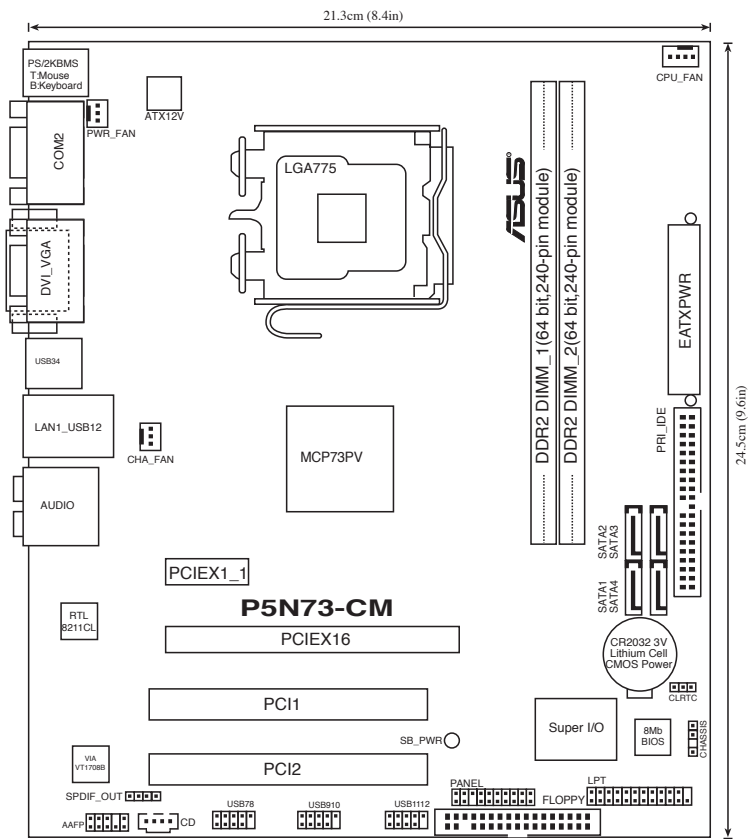 21.3cm (8.4in)
PS/2KBMS
T:Mouse
B:Keyboard
CPU_FAN
ATX12V
PWR_FAN
COM2
LGA775
ASUS®
DDR2 DIMM_1(64 bit,240-pin module)
DDR2 DIMM_2(64 bit,240-pin module)
DVI_VGA
EATXPWR
USB34
24.5cm (9.6in)
LAN1_USB12
CHA_FAN
MCP73PV
PRI_IDE
AUDIO
SATA2
SATA3
PCIEX1_1
SATA1
SATA4
P5N73-CM
RTL
8211CL
PCIEX16
CR2032 3V
Lithium Cell
CMOS Power
CLRTC
PCI1
Super I/O
8Mb
BIOS
CHASSIS
SB_PWR
VIA
VT1708B
PCI2
PANEL
LPT
SPDIF_OUT
FLOPPY
USB78
USB910
USB1112
AAFP
CD